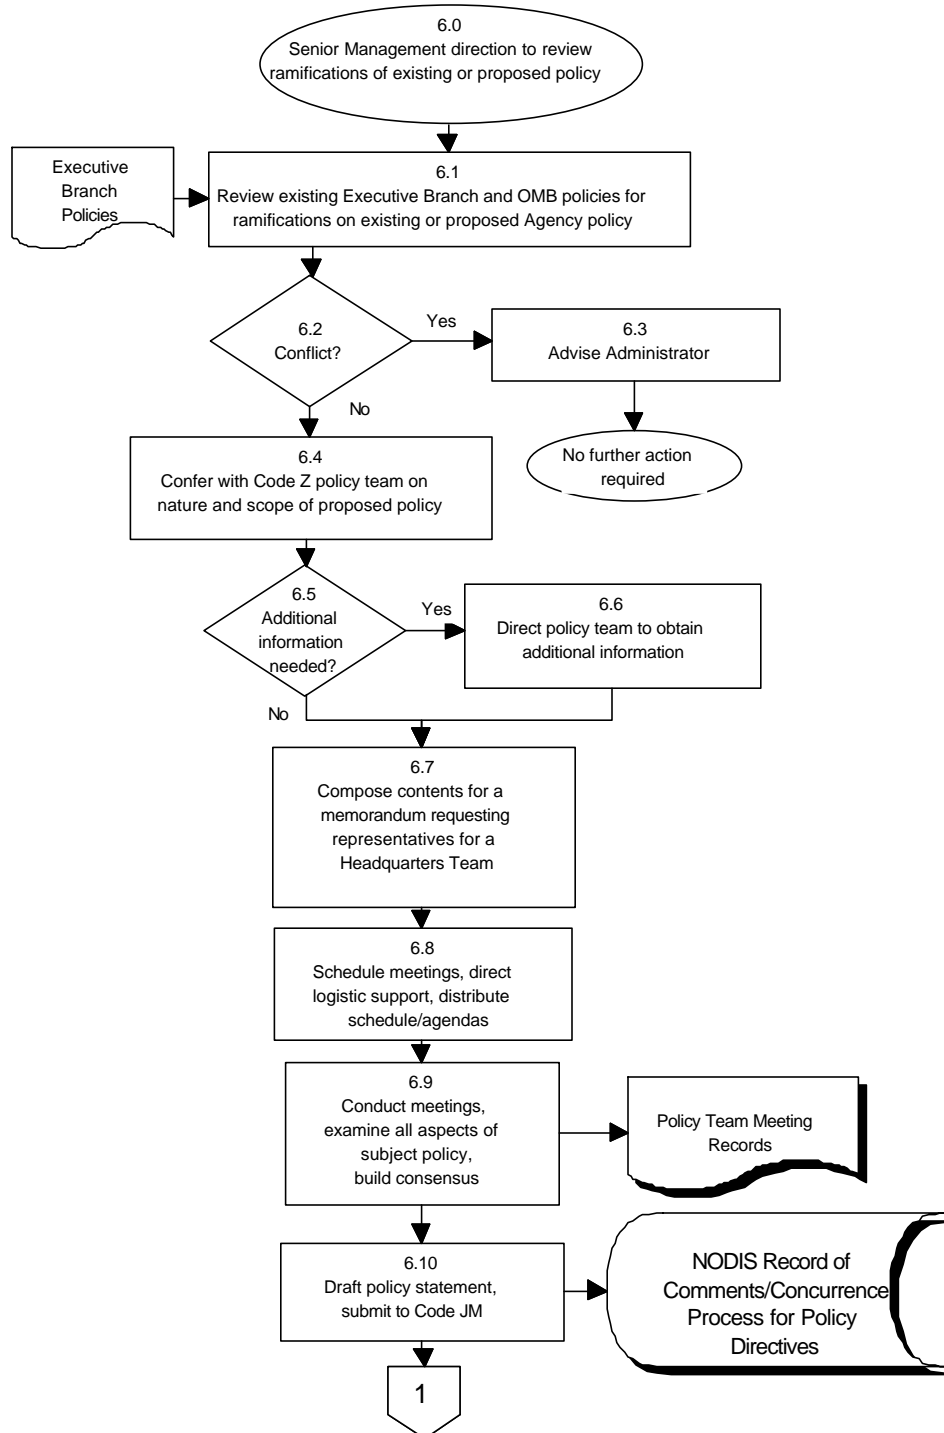 6.0
Senior Management direction to review
ramifications of existing or proposed policy
Executive
Branch
Policies
6.1
Review existing Executive Branch and OMB policies for
ramifications on existing or proposed Agency policy
6.2
Conflict?
Yes
6.3
Advise Administrator
No
No further action
required
6.4
Confer with Code Z policy team on
nature and scope of proposed policy
6.5
Additional
information
needed?
Yes
6.6
Direct policy team to obtain
additional information
No
6.7
Compose contents for a
memorandum requesting
representatives for a
Headquarters Team
6.8
Schedule meetings, direct
logistic support, distribute
schedule/agendas
6.9
Conduct meetings,
examine all aspects of
subject policy,
build consensus
Policy Team Meeting
Records
6.10
Draft policy statement,
submit to Code JM
NODIS Record of
Comments/Concurrence
Process for Policy
Directives
1